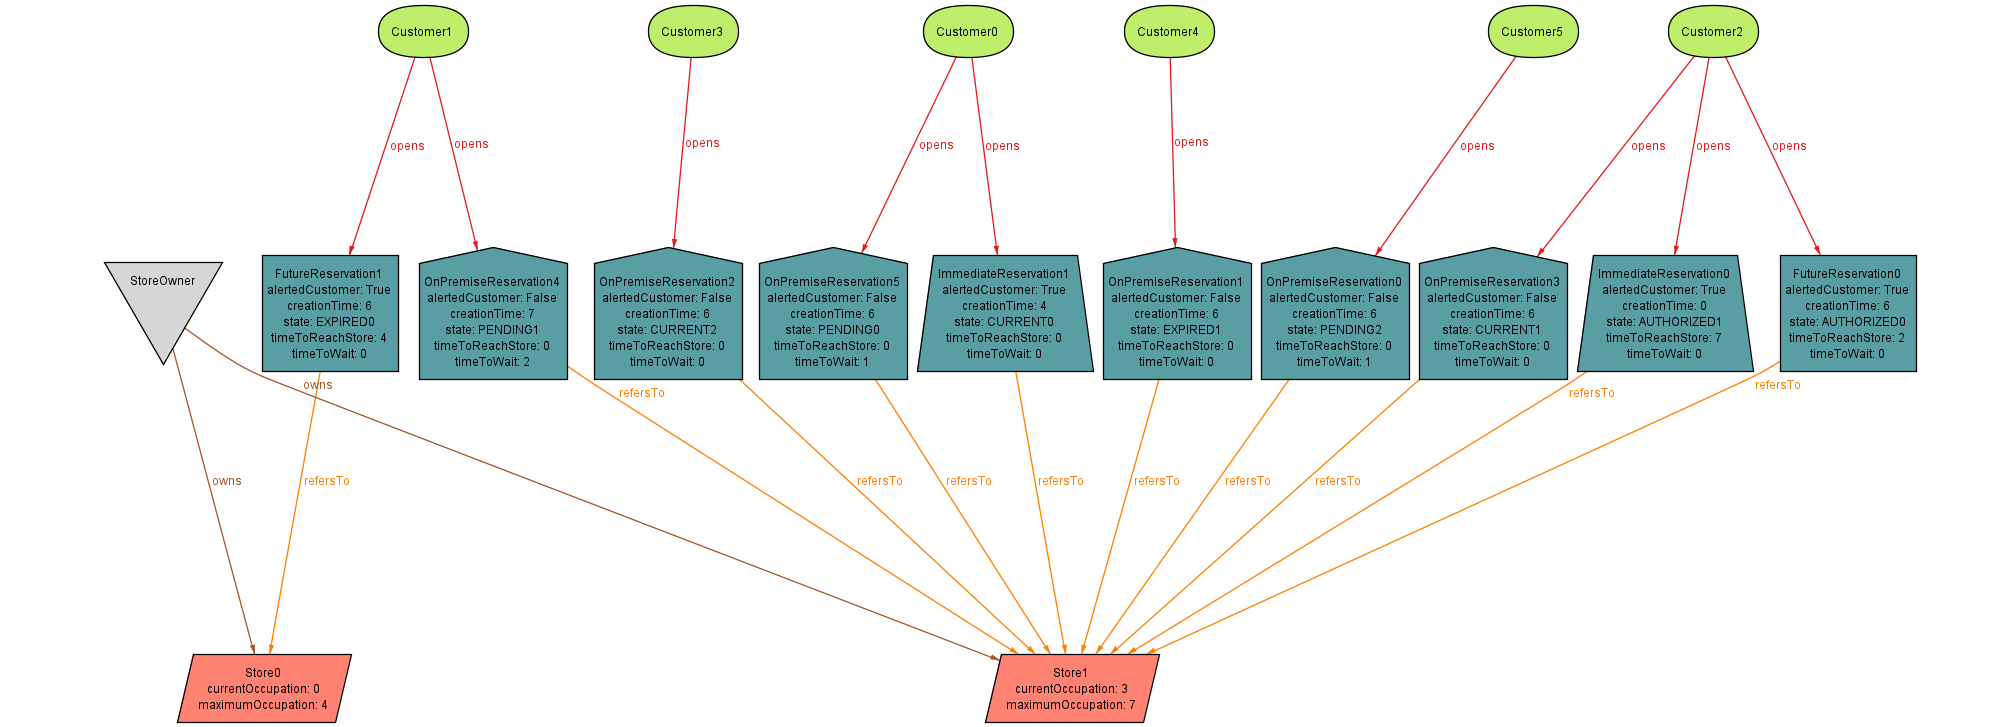 Customer1
Customer3
Customer0
Customer4
Customer5
Customer2
opens
opens
opens
opens
opens
opens
opens
opens
opens
opens
StoreOwner
FutureReservation1
alertedCustomer: True
creationTime: 6
state: EXPIRED0
timeToReachStore: 4
timeToWait: 0
OnPremiseReservation4
alertedCustomer: False
creationTime: 7
state: PENDING1
timeToReachStore: 0
timeToWait: 2
OnPremiseReservation2
alertedCustomer: False
creationTime: 6
state: CURRENT2
timeToReachStore: 0
timeToWait: 0
OnPremiseReservation5
alertedCustomer: False
creationTime: 6
state: PENDING0
timeToReachStore: 0
timeToWait: 1
ImmediateReservation1
alertedCustomer: True
creationTime: 4
state: CURRENT0
timeToReachStore: 0
timeToWait: 0
OnPremiseReservation1
alertedCustomer: False
creationTime: 6
state: EXPIRED1
timeToReachStore: 0
timeToWait: 0
OnPremiseReservation0
alertedCustomer: False
creationTime: 6
state: PENDING2
timeToReachStore: 0
timeToWait: 1
OnPremiseReservation3
alertedCustomer: False
creationTime: 6
state: CURRENT1
timeToReachStore: 0
timeToWait: 0
ImmediateReservation0
alertedCustomer: True
creationTime: 0
state: AUTHORIZED1
timeToReachStore: 7
timeToWait: 0
FutureReservation0
alertedCustomer: True
creationTime: 6
state: AUTHORIZED0
timeToReachStore: 2
timeToWait: 0
owns
refersTo
refersTo
refersTo
owns
refersTo
refersTo
refersTo
refersTo
refersTo
refersTo
refersTo
Store0
currentOccupation: 0
maximumOccupation: 4
Store1
currentOccupation: 3
maximumOccupation: 7